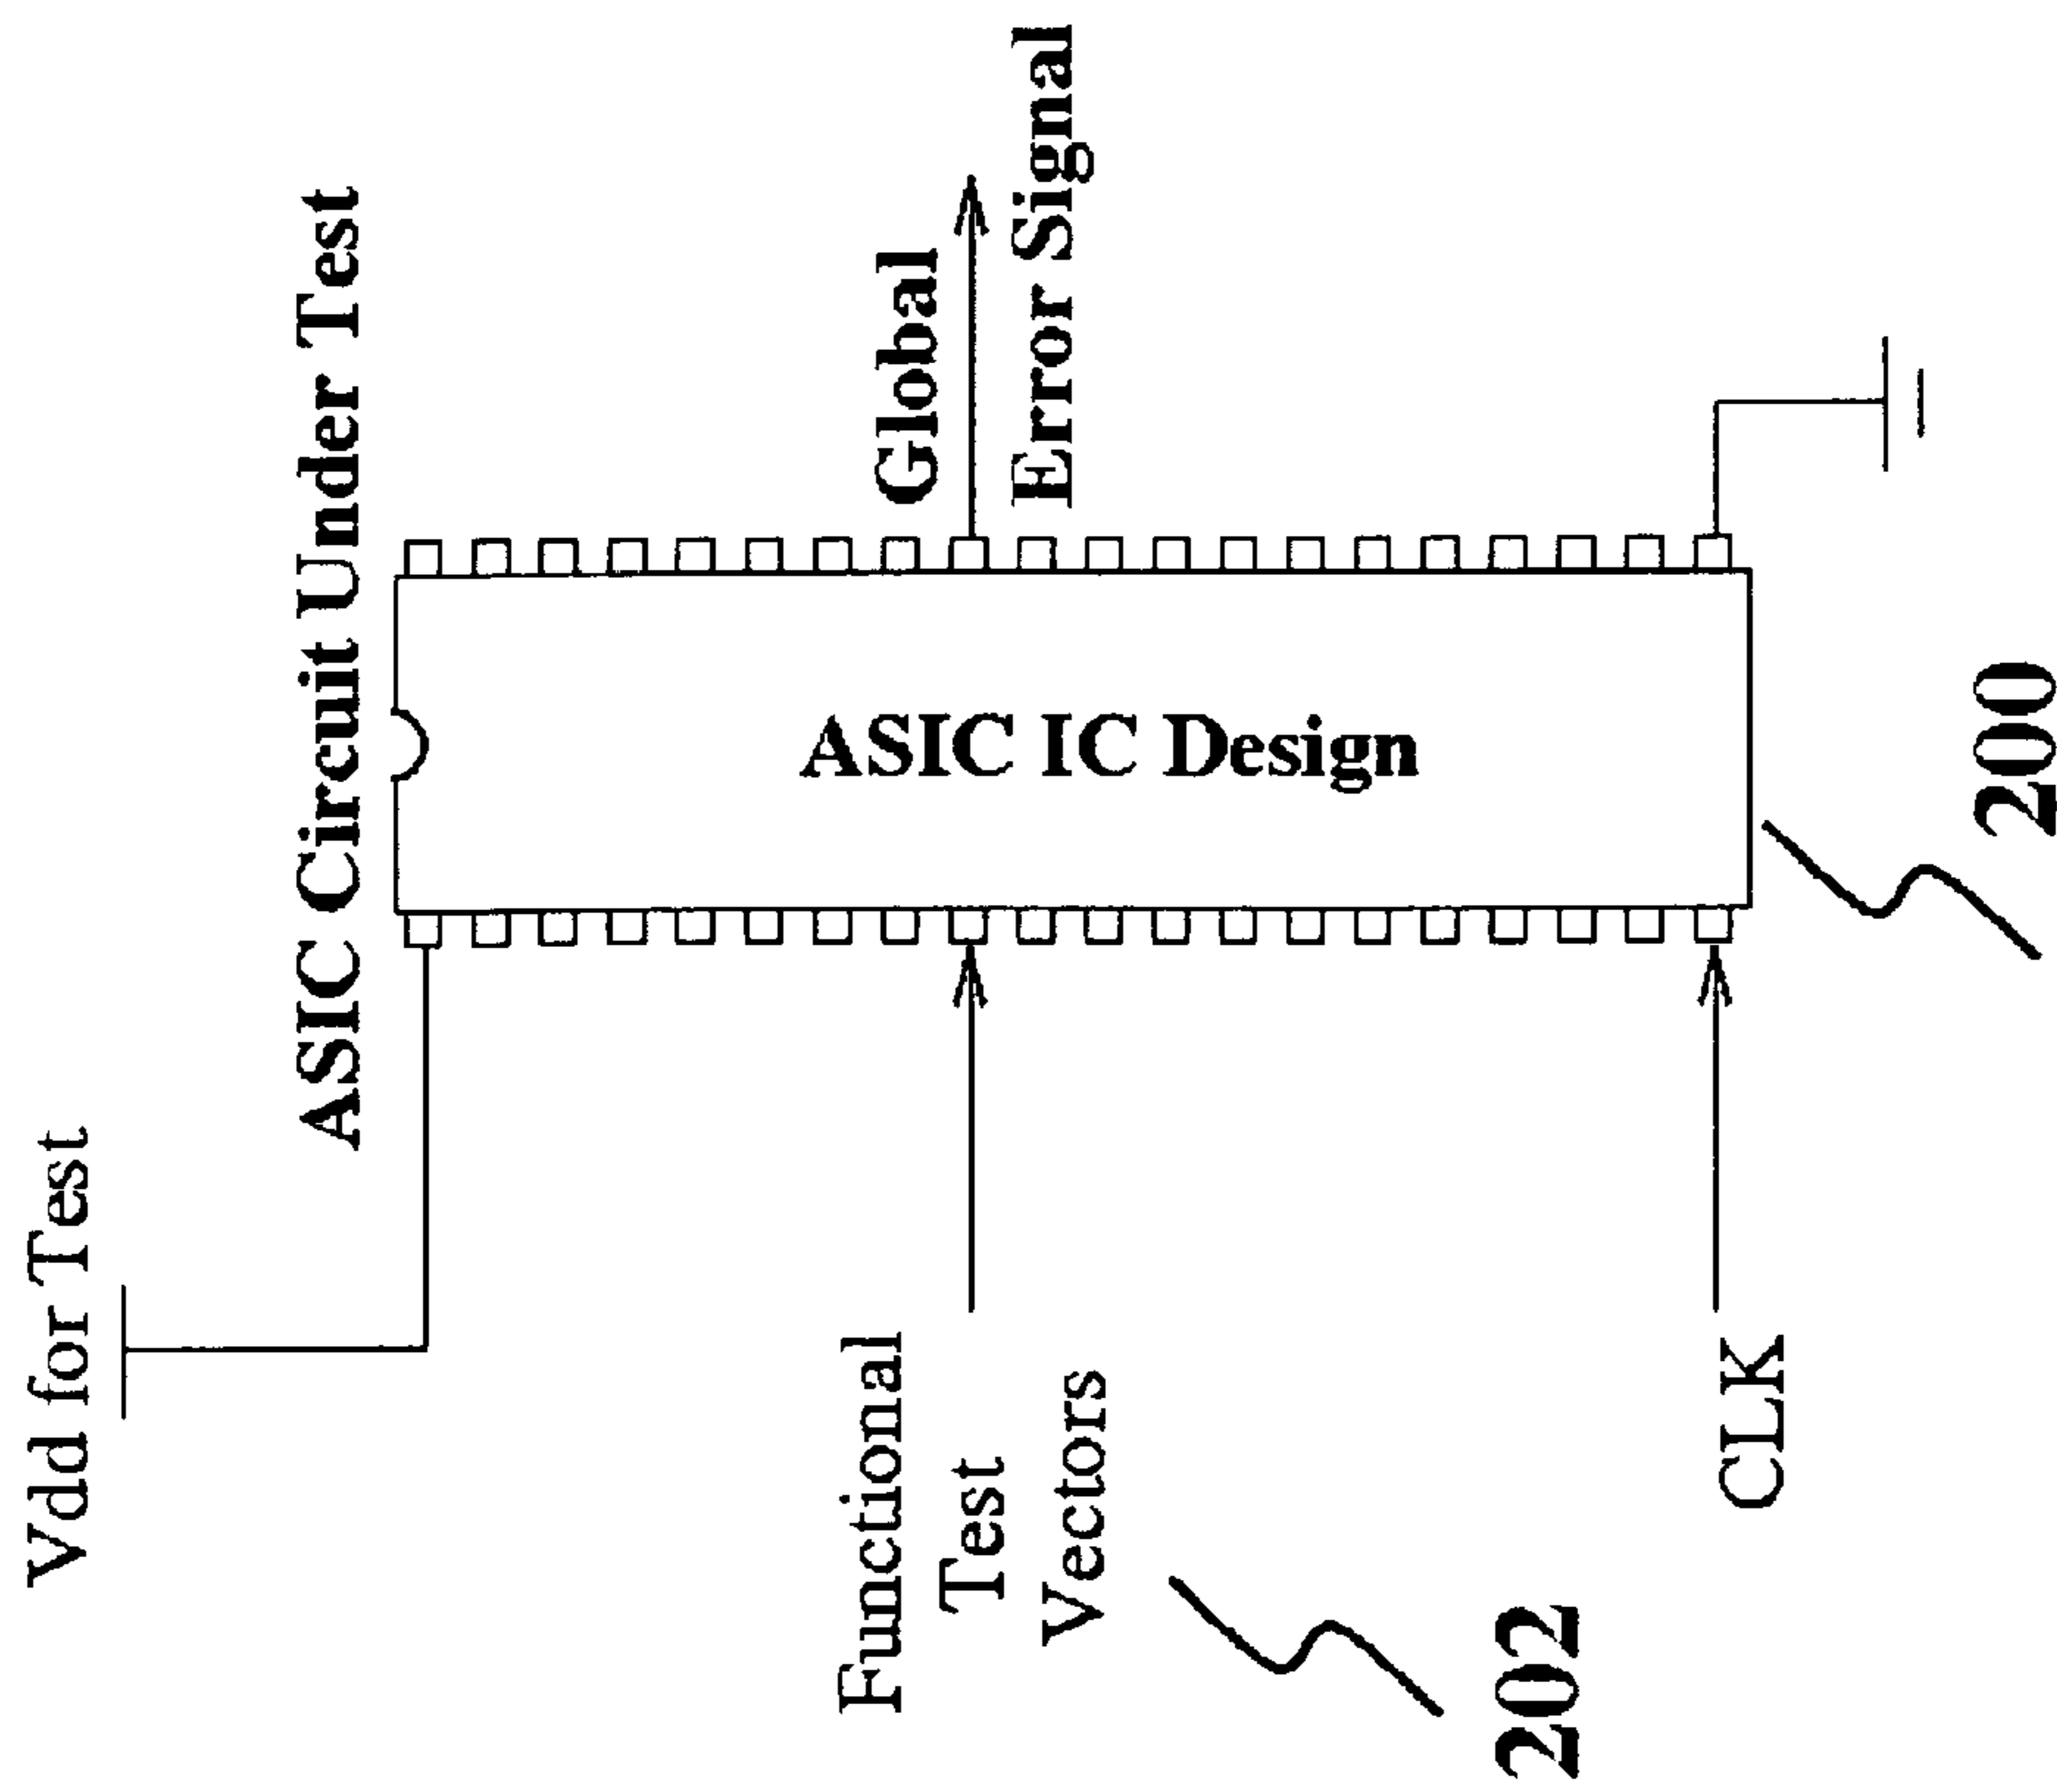 Vdd for Test
ASIC Circuit Under Test
Functional
Test
Vectors
202
Global
Error Signal
ASIC IC Design
CLK
200